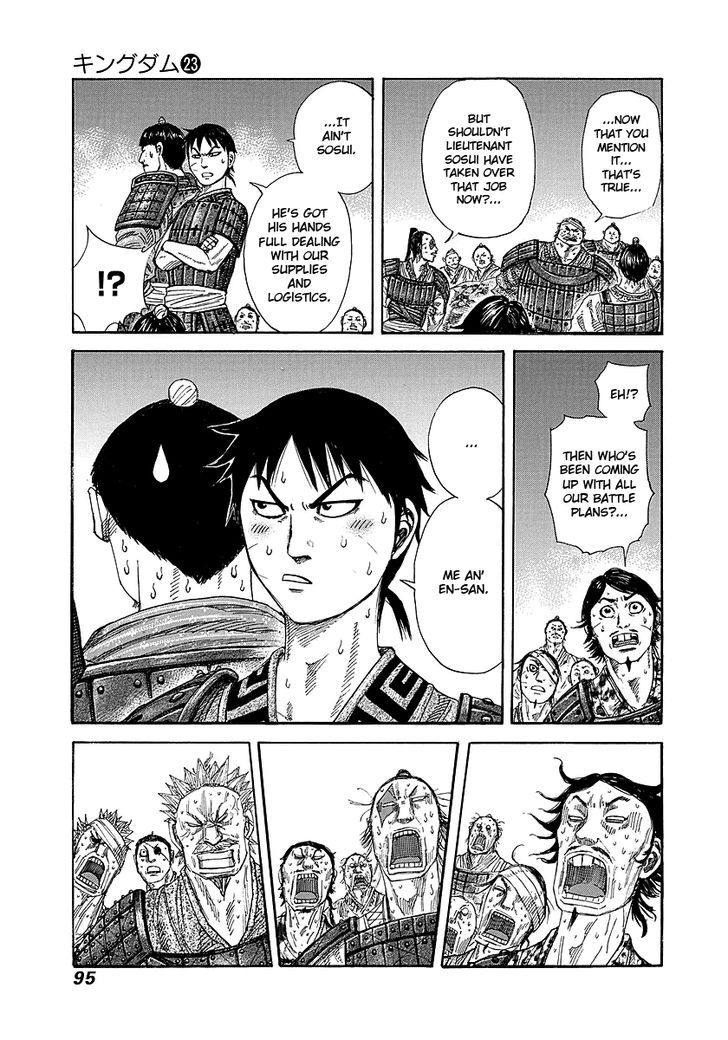 キングダム㉓
...NOW
THAT YOU
MENTION
IT...
THAT'S
TRUE...
BUT
SHOULDN'T
LIEUTENANT
SOSUI HAVE
TAKEN OVER
THAT JOB
NOW?...
...IT
AIN'T
SOSUI.
HE'S GOT
HIS HANDS
FULL DEALING
WITH OUR
SUPPLIES
AND
LOGISTICS.
!?
EH!?
THEN WHO'S
BEEN COMING
UP WITH ALL
OUR BATTLE
PLANS?...
...
ME AN'
EN-SAN.
95